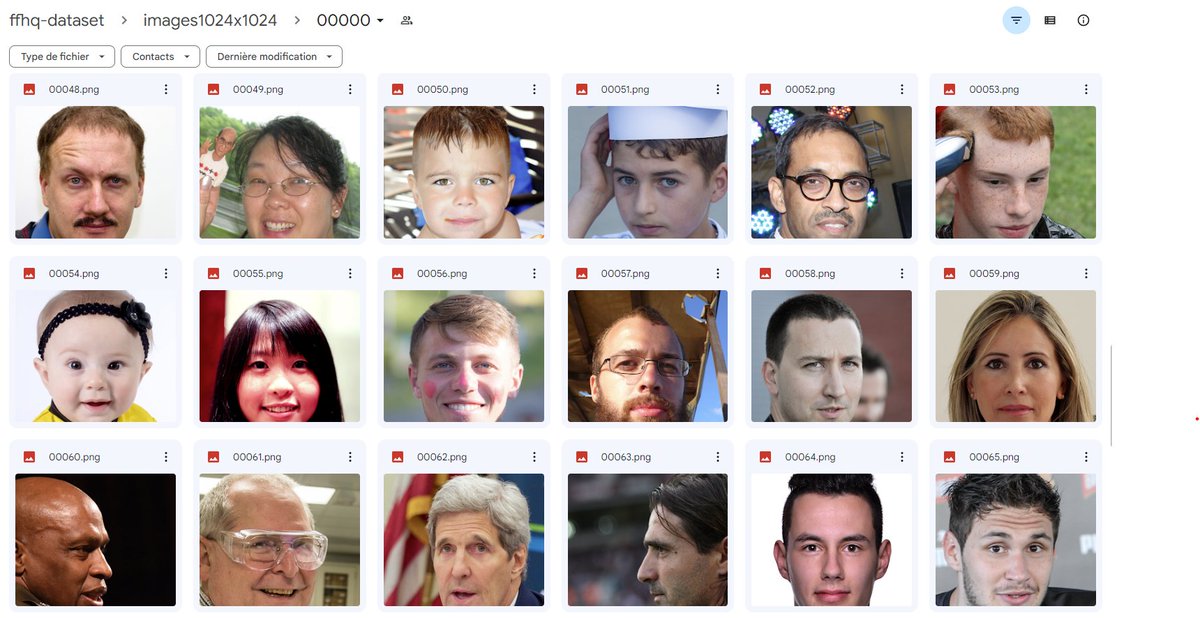 ffhq-dataset > images1024x1024 > 00000
Type de fichier Contacts Dernière modification
00048.png 00049.png 00050.png 00051.png 00052.png 00053.png
00054.png 00055.png 00056.png 00057.png 00058.png 00059.png
00060.png 00061.png 00062.png 00063.png 00064.png 00065.png